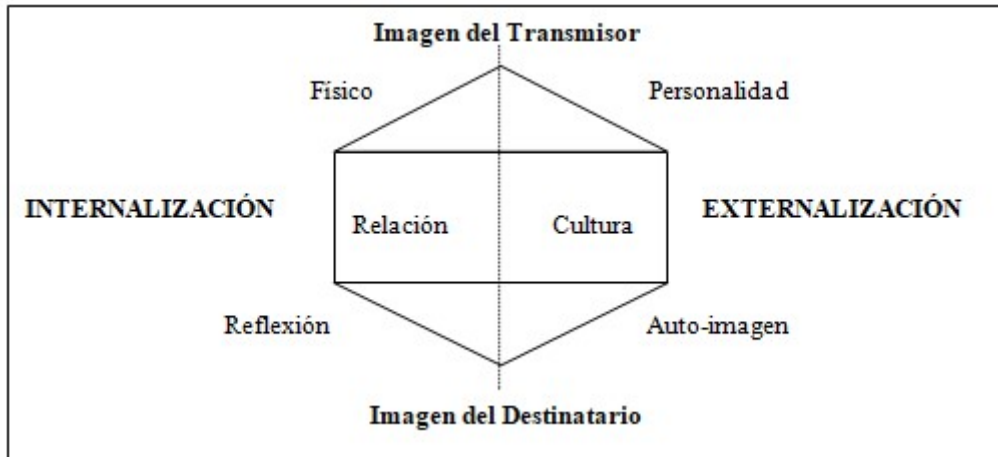 Imagen del Transmisor
Físico
Personalidad
INTERNALIZACIÓN
Relación
Cultura
EXTERNALIZACIÓN
Reflexión
Auto-imagen
Imagen del Destinatario